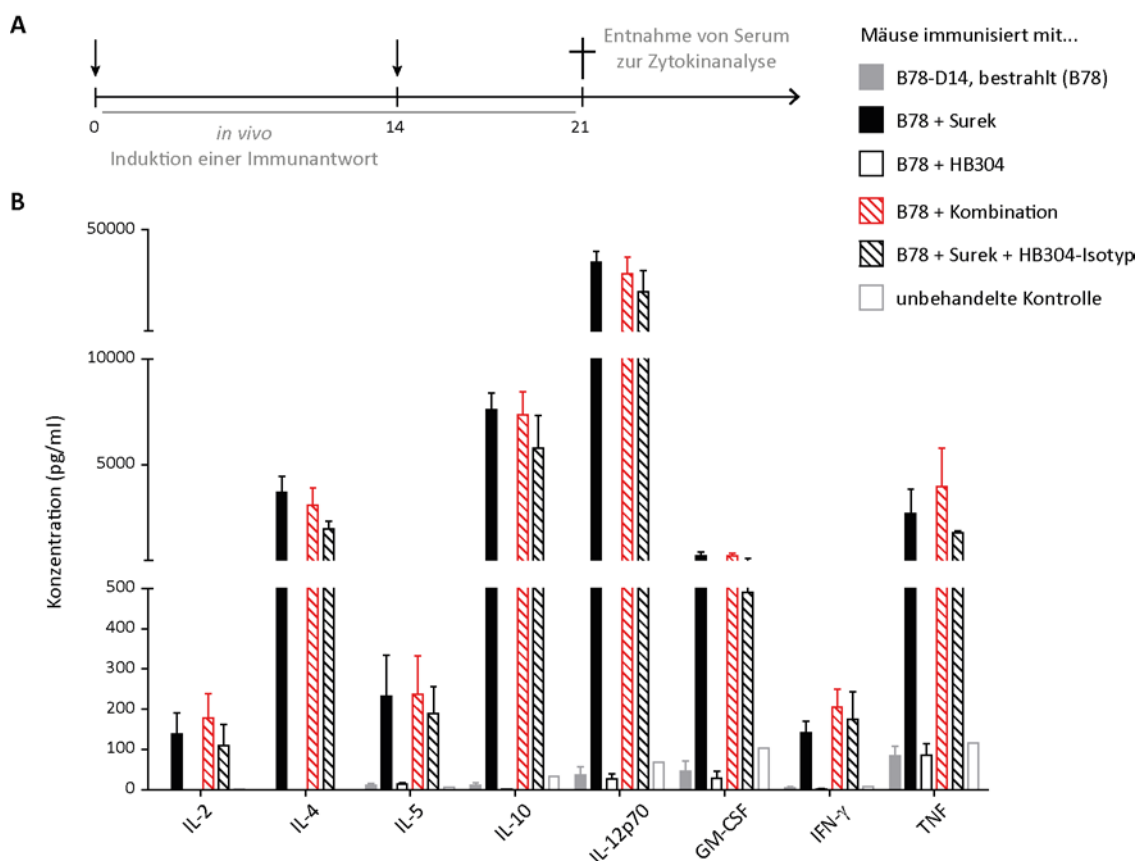 A
Entnahme von Serum
zur Zytokinanalyse
0
14
21
in vivo
Induktion einer Immunantwort
Mäuse immunisiert mit...
B78-D14, bestrahlt (B78)
B78 + Surek
B78 + HB304
B78 + Kombination
B78 + Surek + HB304-Isotyp
unbehandelte Kontrolle
B
Konzentration (pg/ml)
50000
10000
5000
500
400
300
200
100
0
IL-2
IL-4
IL-5
IL-10
IL-12p70
GM-CSF
IFN-γ
TNF